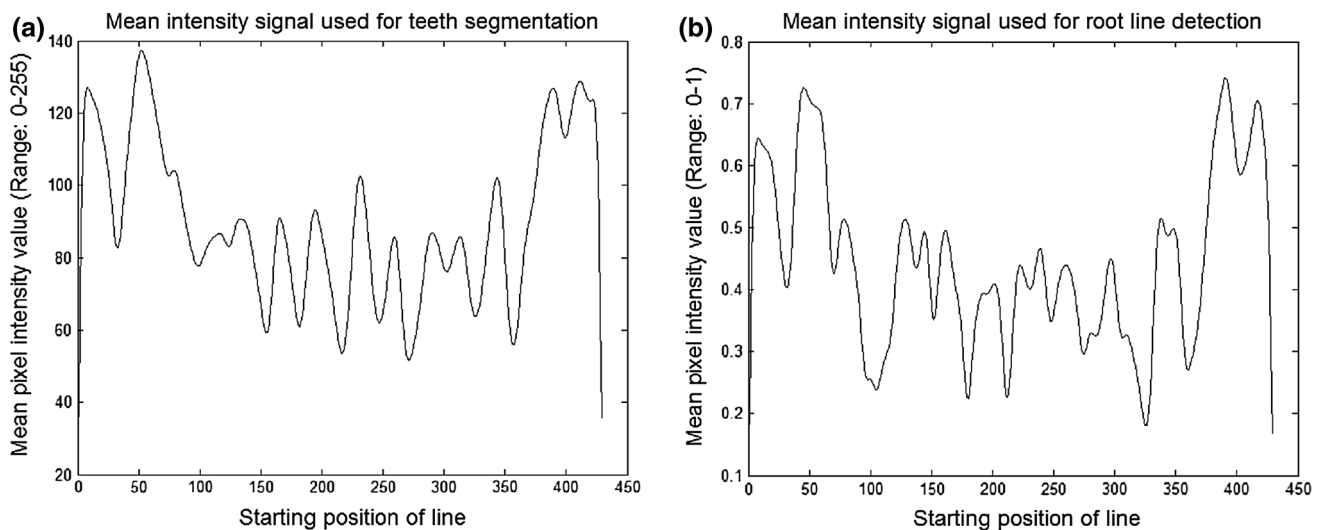 (a)
Mean intensity signal used for teeth segmentation
Mean pixel intensity value (Range: 0-255)
140
120
100
80
60
40
20
0 50 100 150 200 250 300 350 400 450
Starting position of line
(b)
Mean intensity signal used for root line detection
Mean pixel intensity value (Range: 0-1)
0.8
0.7
0.6
0.5
0.4
0.3
0.2
0.1
0 50 100 150 200 250 300 350 400 450
Starting position of line